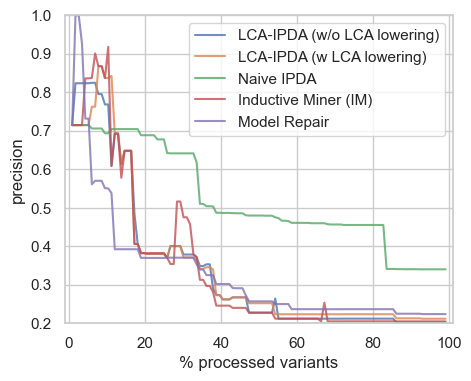 1.0
0.9
0.8
0.7
0.6
0.5
0.4
0.3
0.2
precision
LCA-IPDA (w/o LCA lowering)
LCA-IPDA (w LCA lowering)
Naive IPDA
Inductive Miner (IM)
Model Repair
0 20 40 60 80 100
% processed variants